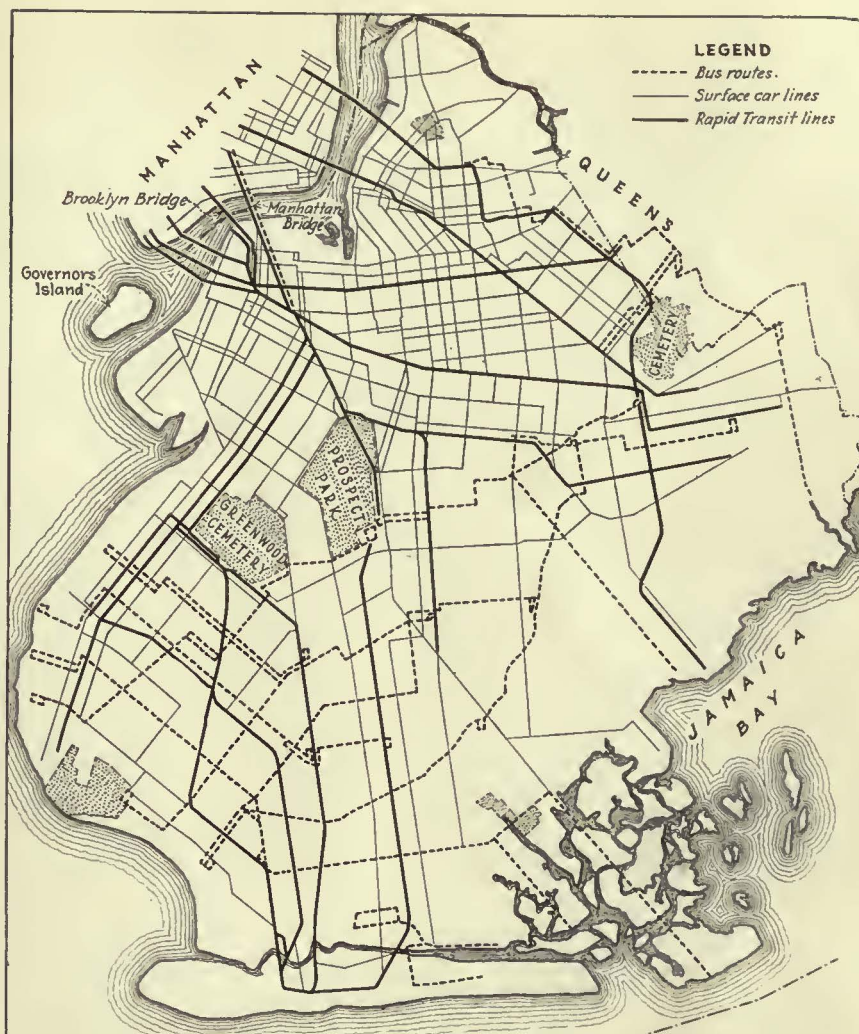 LEGEND
Bus routes.
Surface car lines
Rapid Transit lines
MANHATTAN
QUEENS
Brooklyn Bridge
Manhattan
Bridge
Governors
Island
CEMETERY
PROSPECT
PARK
GREENWOOD
CEMETERY
JAMAICA
BAY